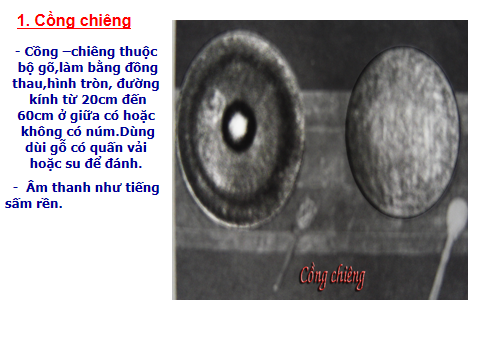 1. Cồng chiêng
- Cồng –chiêng thuộc
bộ gõ,làm bằng đồng
thau,hình tròn, đường
kính từ 20cm đến
60cm ở giữa có hoặc
không có núm.Dùng
dùi gỗ có quấn vải
hoặc su để đánh.
- Âm thanh như tiếng
sấm rền.
Cồng chiêng